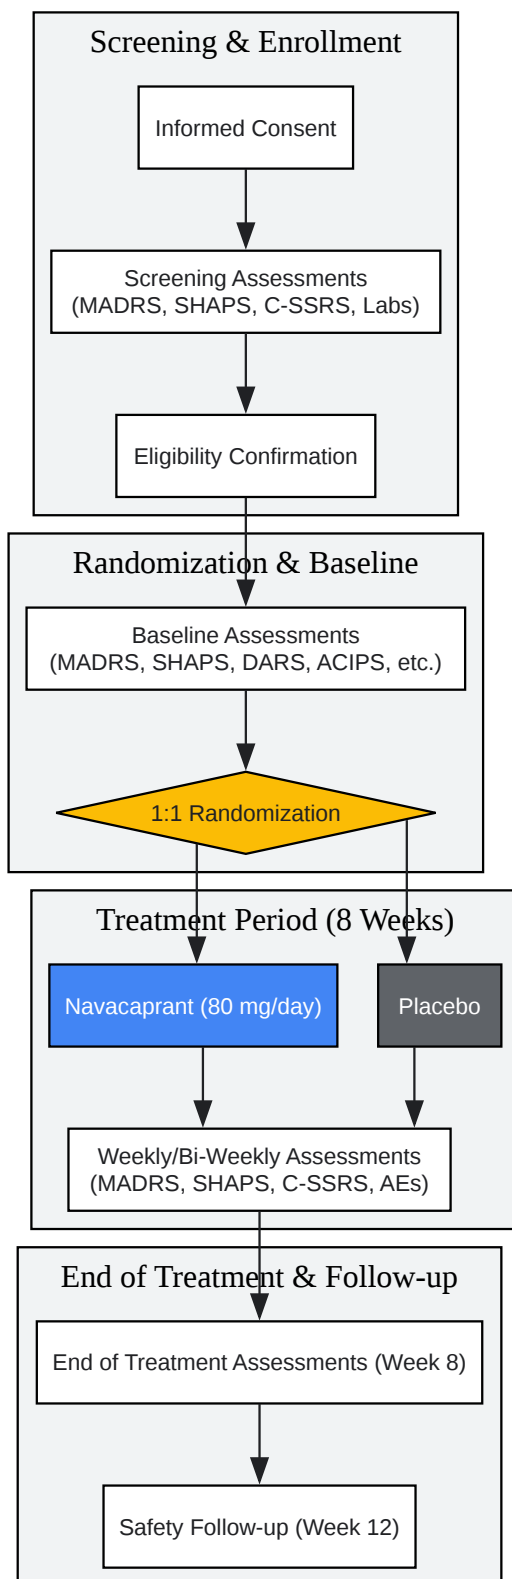 Screening & Enrollment
Informed Consent
Screening Assessments
(MADRS, SHAPS, C-SSRS, Labs)
Eligibility Confirmation
Randomization & Baseline
Baseline Assessments
(MADRS, SHAPS, DARS, ACIPS, etc.)
1:1 Randomization
Treatment Period (8 Weeks)
Navacaprant (80 mg/day)
Placebo
Weekly/Bi-Weekly Assessments
(MADRS, SHAPS, C-SSRS, AEs)
End of Treatment & Follow-up
End of Treatment Assessments (Week 8)
Safety Follow-up (Week 12)